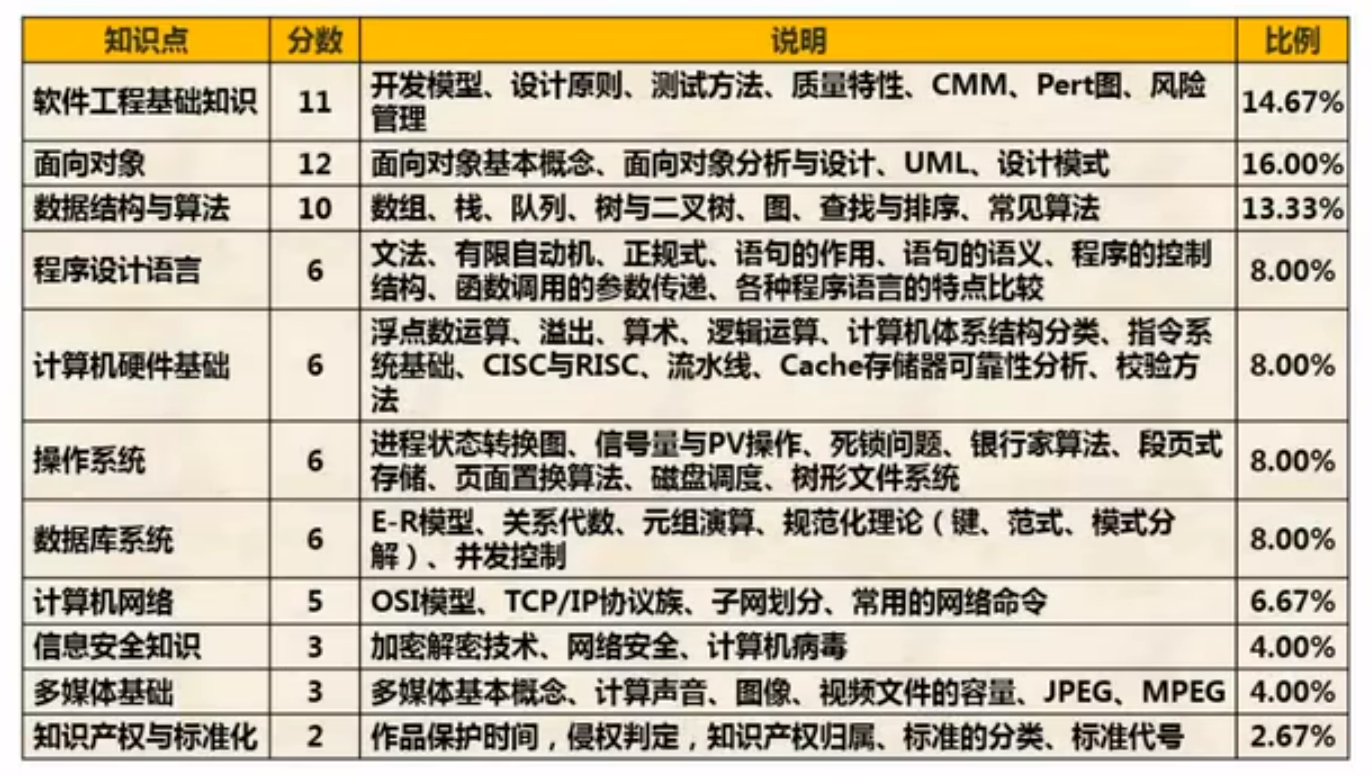 知识点 分数 说明 比例
软件工程基础知识 11 开发模型、设计原则、测试方法、质量特性、CMM、Pert图、风险
管理 14.67%
面向对象 12 面向对象基本概念、面向对象分析与设计、UML、设计模式 16.00%
数据结构与算法 10 数组、栈、队列、树与二叉树、图、查找与排序、常见算法 13.33%
程序设计语言 6 文法、有限自动机、正规式、语句的作用、语句的语义、程序的控制
结构、函数调用的参数传递、各种程序语言的特点比较 8.00%
计算机硬件基础 6 浮点数运算、溢出、算术、逻辑运算、计算机体系结构分类、指令系
统基础、CISC与RISC、流水线、Cache存储器可靠性分析、校验方
法 8.00%
操作系统 6 进程状态转换图、信号量与PV操作、死锁问题、银行家算法、段页式
存储、页面置换算法、磁盘调度、树形文件系统 8.00%
数据库系统 6 E-R模型、关系代数、元组演算、规范化理论（键、范式、模式分
解）、并发控制 8.00%
计算机网络 5 OSI模型、TCP/IP协议族、子网划分、常用的网络命令 6.67%
信息安全知识 3 加密解密技术、网络安全、计算机病毒 4.00%
多媒体基础 3 多媒体基本概念、计算声音、图像、视频文件的容量、JPEG、MPEG 4.00%
知识产权与标准化 2 作品保护时间，侵权判定，知识产权归属、标准的分类、标准代号 2.67%